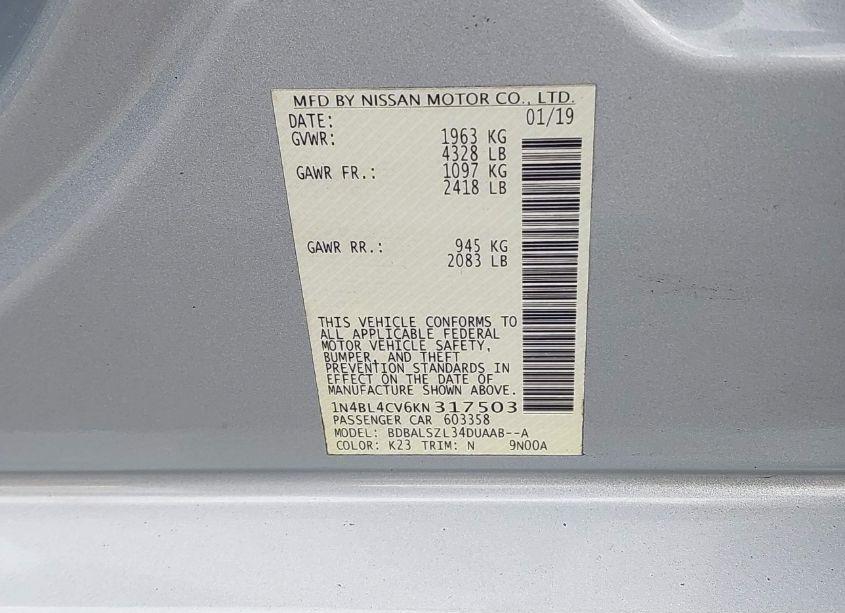 MFD BY NISSAN MOTOR CO., LTD.
DATE: 01/19
GVWR: 1963 KG
4328 LB
GAWR FR.: 1097 KG
2418 LB
GAWR RR.: 945 KG
2083 LB
THIS VEHICLE CONFORMS TO
ALL APPLICABLE FEDERAL
MOTOR VEHICLE SAFETY,
BUMPER, AND THEFT
PREVENTION STANDARDS IN
EFFECT ON THE DATE OF
MANUFACTURE SHOWN ABOVE.
1N4BL4CV6KN317503
PASSENGER CAR 603358
MODEL: BDBALSZL34DUAAB--A
COLOR: K23 TRIM: N 9N00A